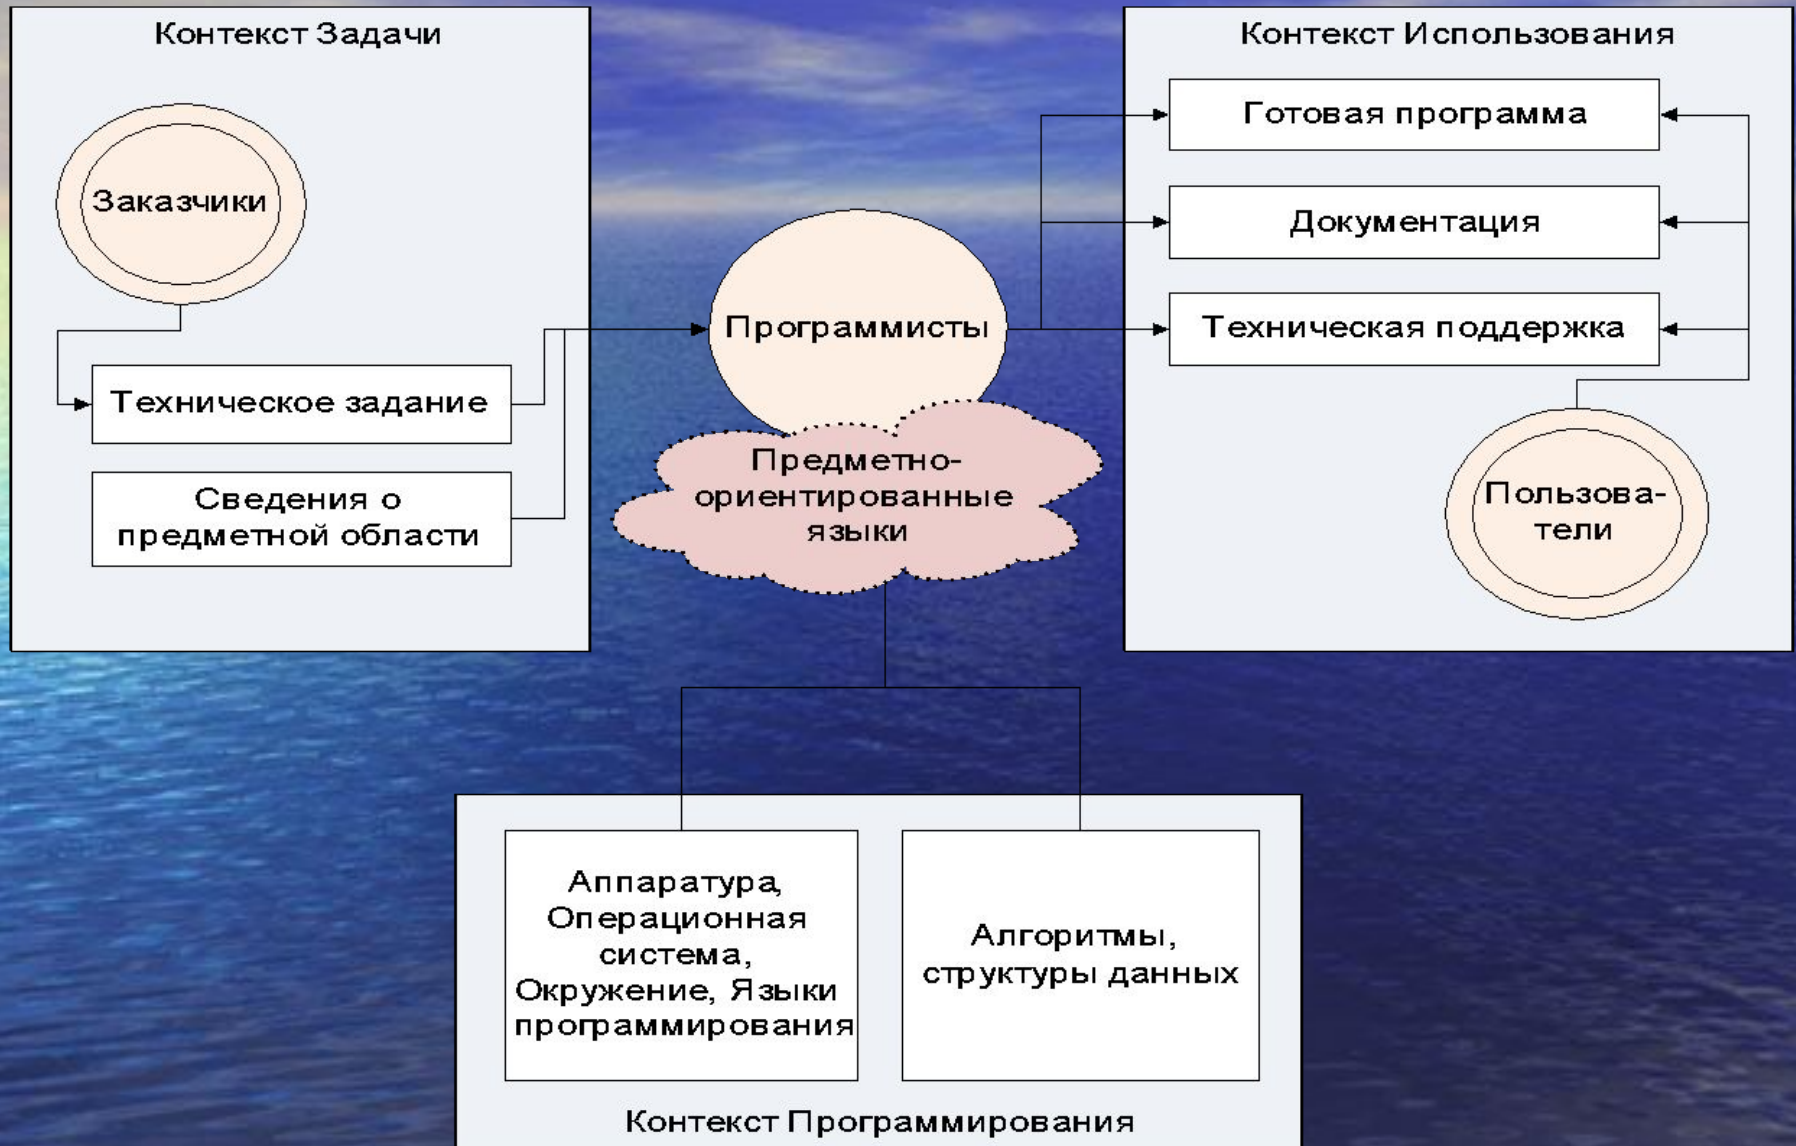 Контекст Задачи
Заказчики
Техническое задание
Сведения о
предметной области
Программисты
Предметно-
ориентированные
языки
Контекст Использования
Готовая программа
Документация
Техническая поддержка
Пользова-
тели
Аппаратура,
Операционная
система,
Окружение, Языки
программирования
Алгоритмы,
структуры данных
Контекст Программирования